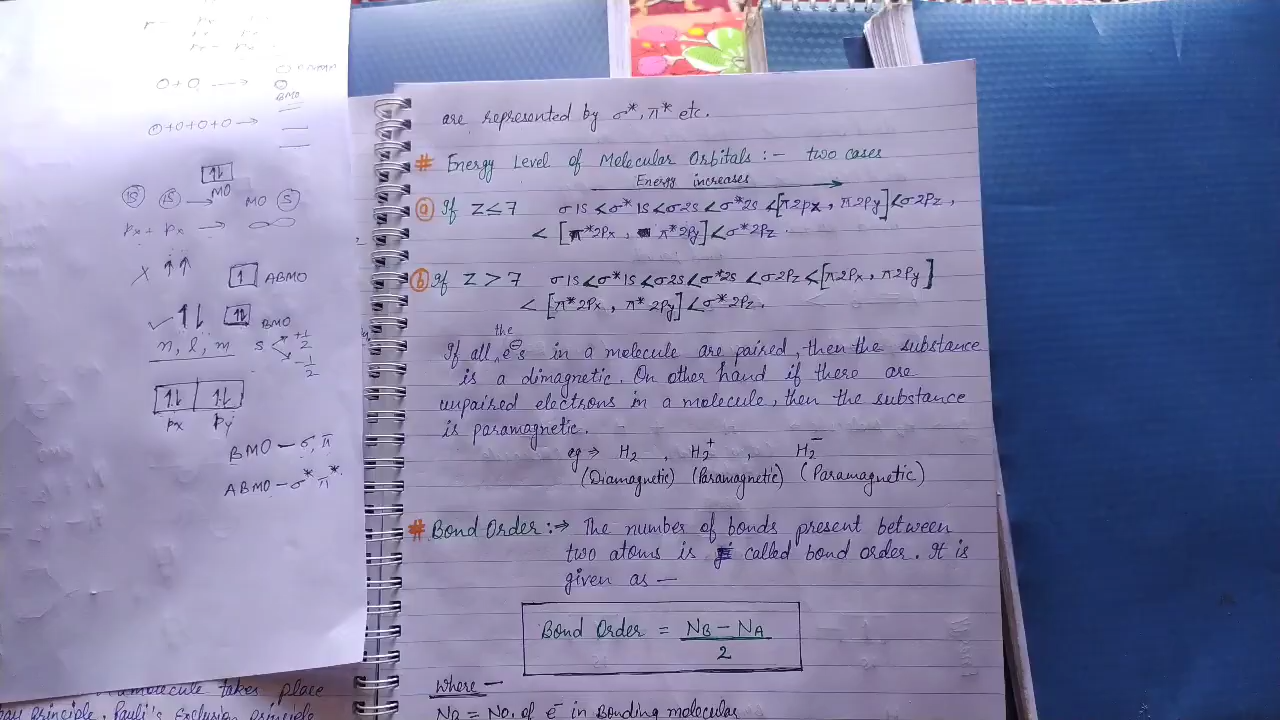 O+O →
BMO
O+O+O+O →
⇅
MO
1S 1S → MO S
Px + Px →
X ↑↑
1 ABMO
✓ ↑↓ ⇅ BMO
n, l, m s +1/2
-1/2
↑↓ ↑↓
Px Py
BMO - σ, π
ABMO - σ* π*
takes place
principle, Pauli's Exclusion principle
are represented by σ*, π* etc.
# Energy Level of Molecular Orbitals :- two cases
Energy increases
(a) If Z≤7 σ1S <σ*1S<σ2S <σ*2S <[π2Px, π2Py]<σ2Pz,
< [π*2Px, π*2Py]<σ*2Pz.
(b) If Z > 7 σ1S<σ*1S<σ2S<σ*2S <σ2Pz <[π2Px, π2Py]
< [π*2Px, π*2Py]<σ*2Pz.
the
If all, e⊖s in a molecule are paired, then the substance
is a dimagnetic. On other hand if there are
unpaired electrons in a molecule, then the substance
is paramagnetic.
eg ⇒ H₂ , H₂⁺ , H₂⁻
(Diamagnetic) (Paramagnetic) (Paramagnetic)
# Bond Order :→ The number of bonds present between
two atoms is called bond order. It is
given as —
Bond Order = NB - NA
2
Where —
NB = No. of e⁻ in Bonding molecular